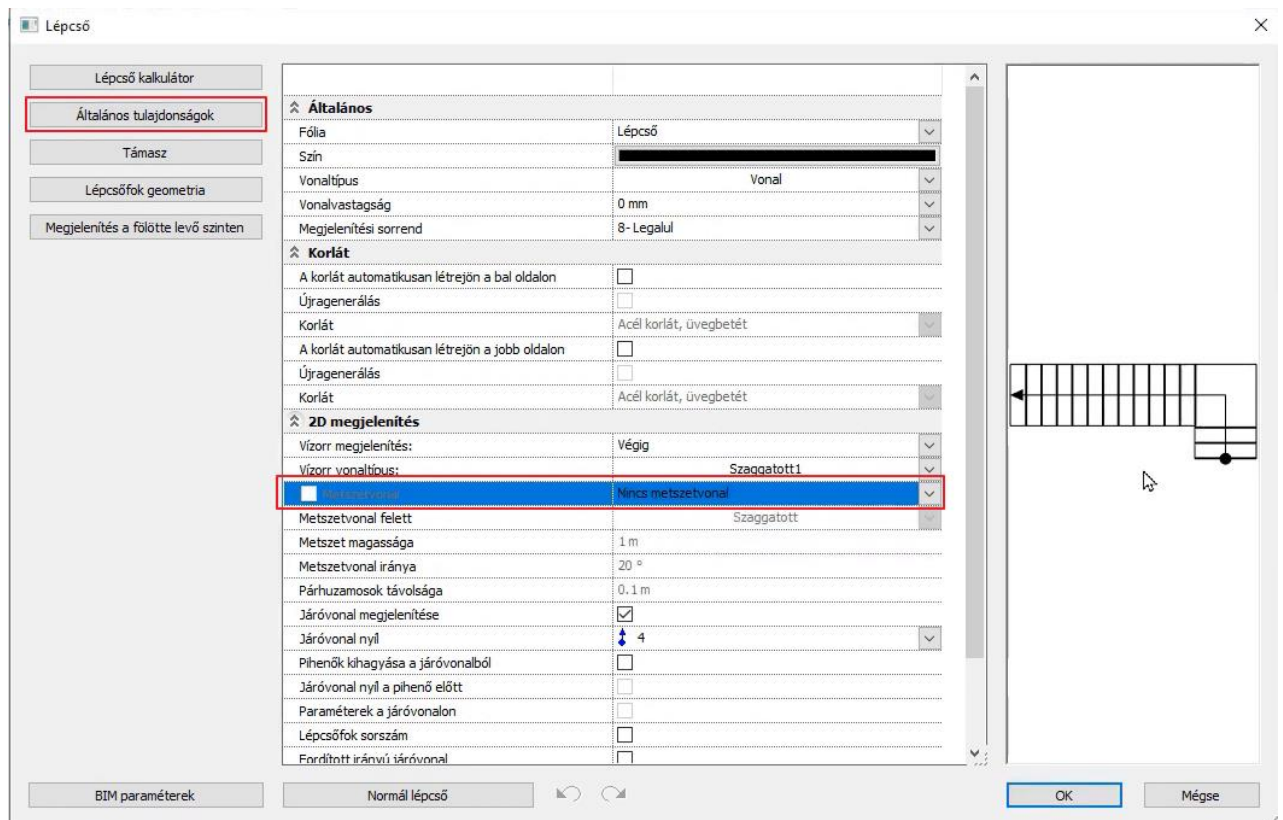 Lépcső
Lépcső kalkulátor
Általános tulajdonságok
Támasz
Lépcsőfok geometria
Megjelenítés a fölötte levő szinten
Általános
Fólia Lépcső
Szín
Vonaltípus Vonal
Vonalvastagság 0 mm
Megjelenítési sorrend 8- Legalul
Korlát
A korlát automatikusan létrejön a bal oldalon
Újragenerálás
Korlát Acél korlát, üvegbetét
A korlát automatikusan létrejön a jobb oldalon
Újragenerálás
Korlát Acél korlát, üvegbetét
2D megjelenítés
Vízorr megjelenítés: Végig
Vízorr vonaltípus: Szaggatott1
Metszetvonal Nincs metszetvonal
Metszetvonal felett Szaggatott
Metszet magassága 1 m
Metszetvonal iránya 20 °
Párhuzamosok távolsága 0.1 m
Járóvonal megjelenítése
Járóvonal nyíl 4
Pihenők kihagyása a járóvonalból
Járóvonal nyíl a pihenő előtt
Paraméterek a járóvonalon
Lépcsőfok sorszám
Fordított irányú járóvonal
BIM paraméterek Normál lépcső OK Mégse